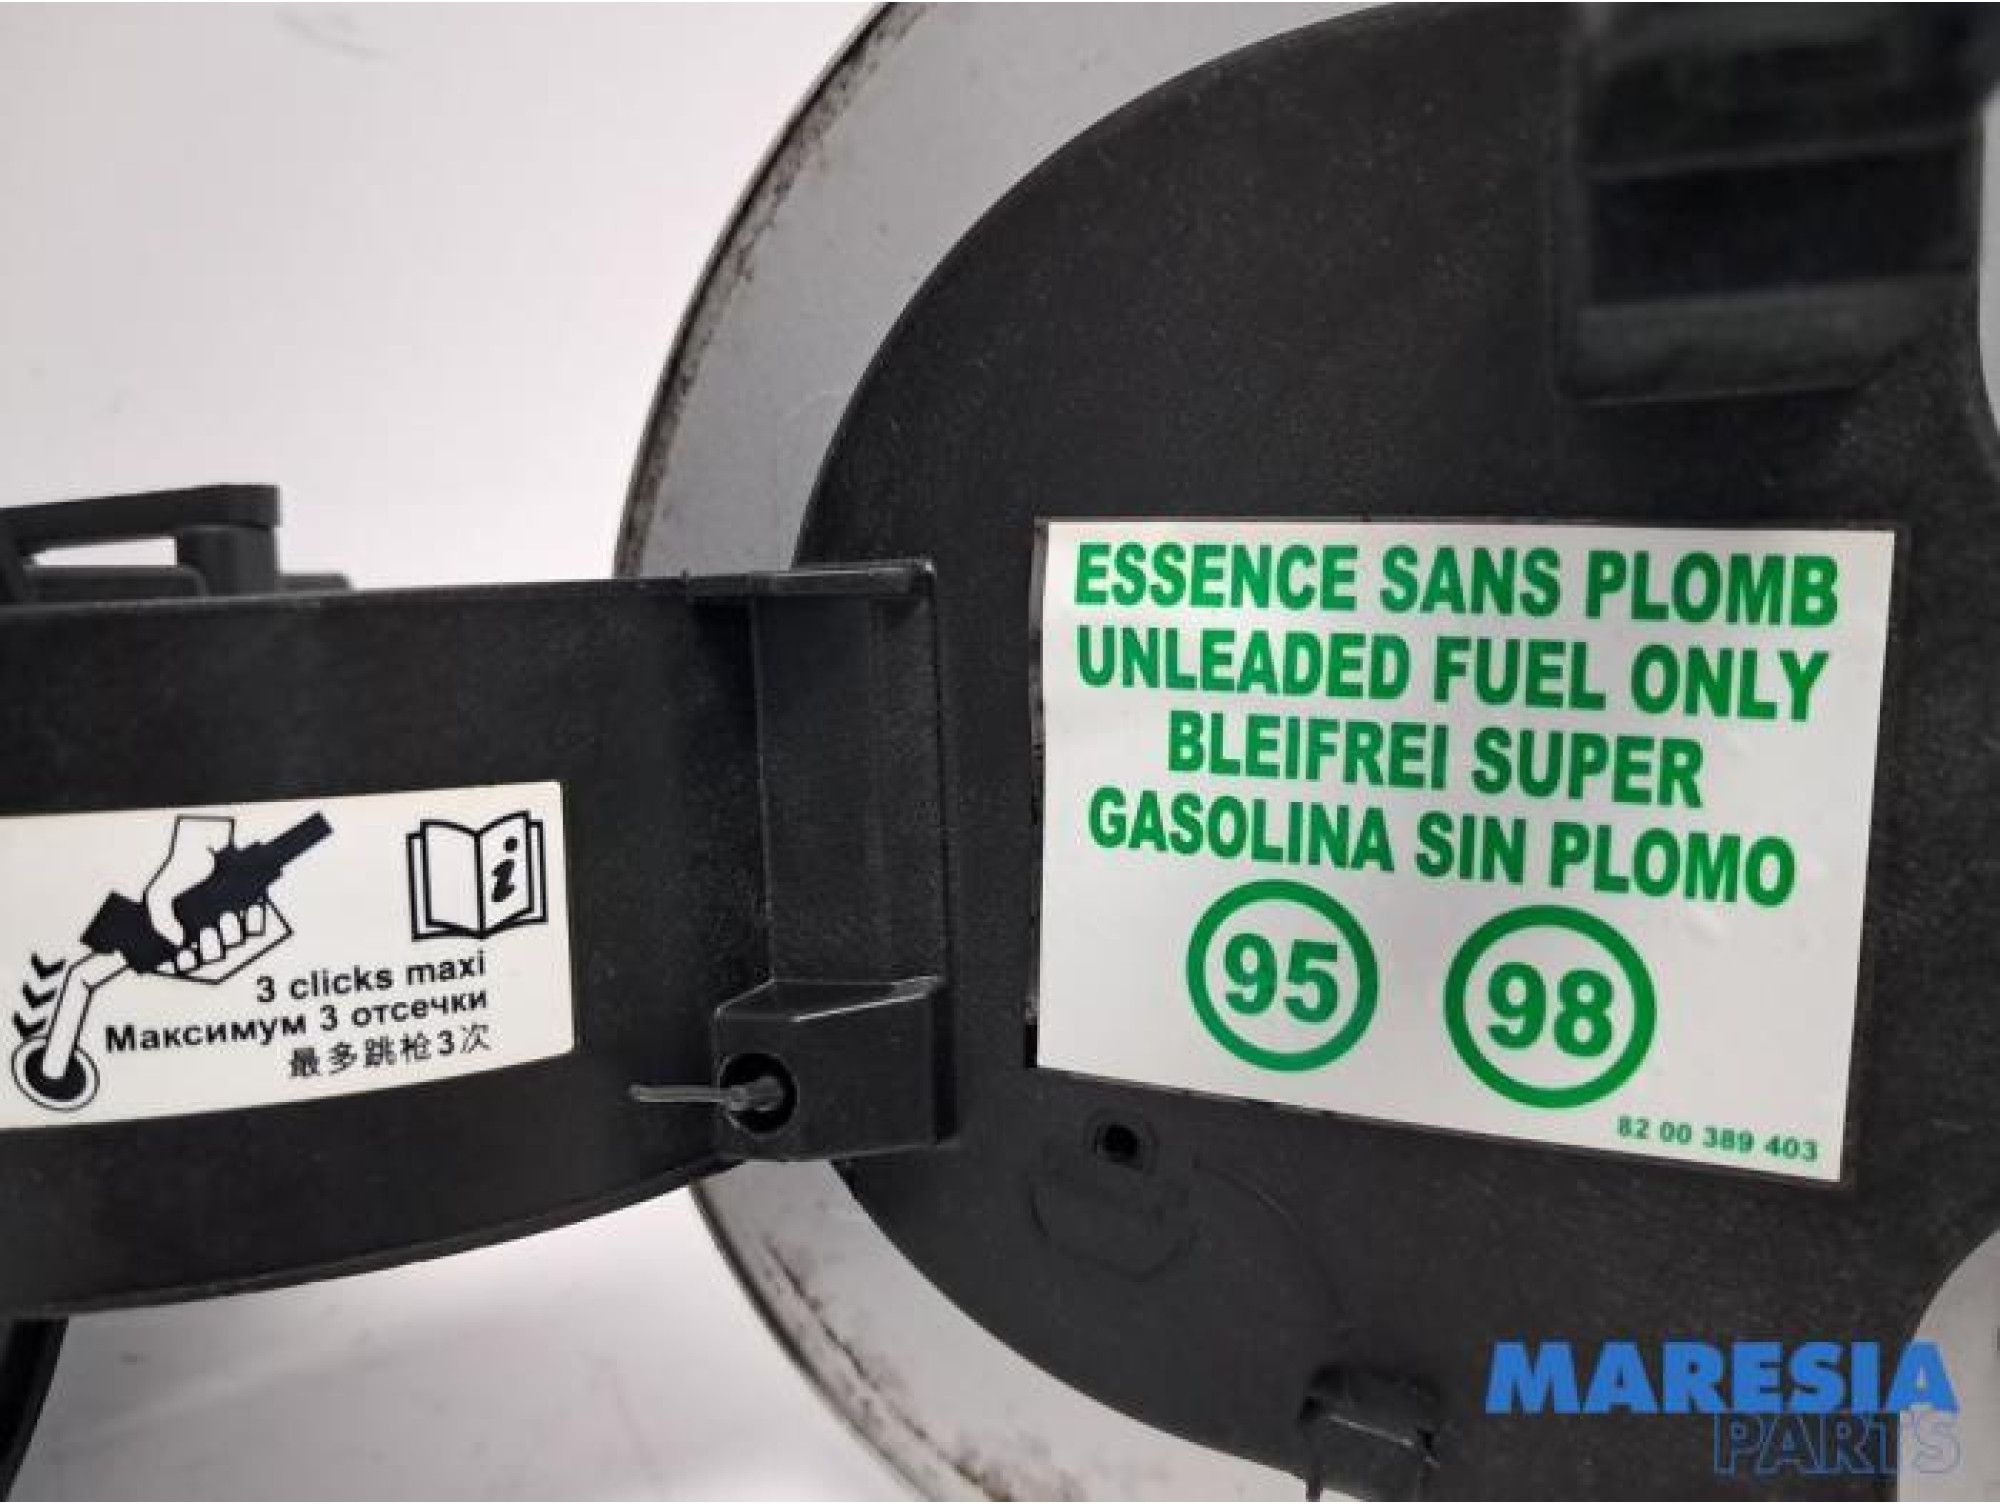 ESSENCE SANS PLOMB
UNLEADED FUEL ONLY
BLEIFREI SUPER
GASOLINA SIN PLOMO
95 98
82 00 389 403
i
3 clicks maxi
Максимум 3 отсечки
最多跳枪3次
MARESIA
PARTS